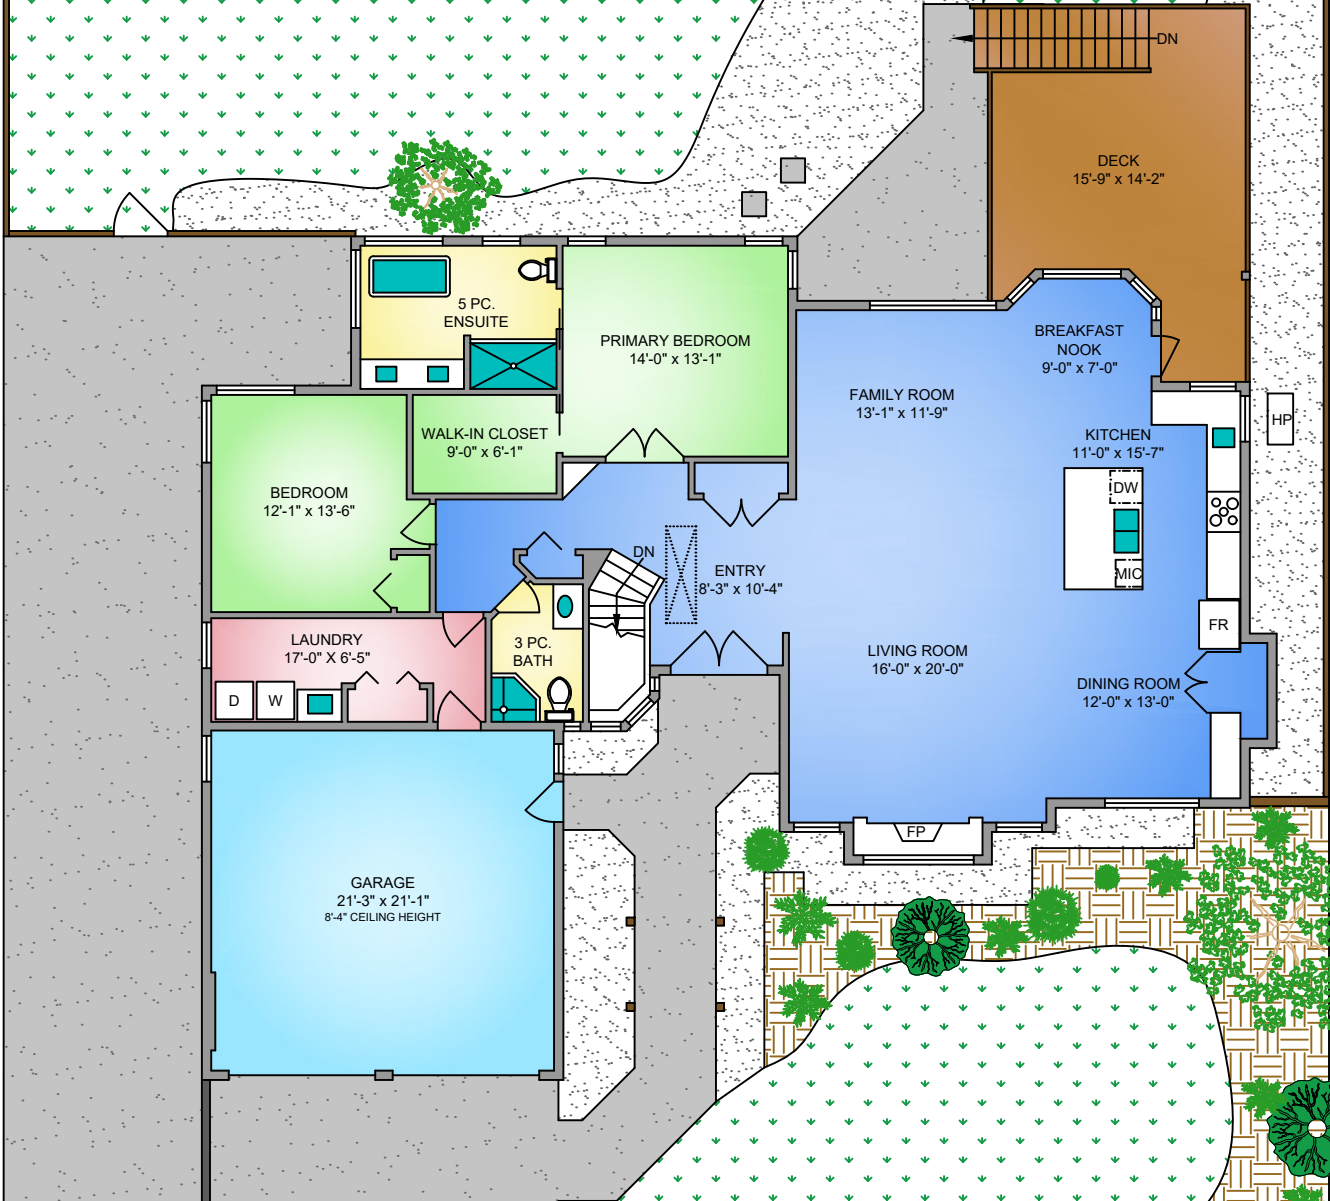 DN
DECK
15'-9" x 14'-2"
5 PC.
ENSUITE
PRIMARY BEDROOM
14'-0" x 13'-1"
BREAKFAST
NOOK
9'-0" x 7'-0"
FAMILY ROOM
13'-1" x 11'-9"
WALK-IN CLOSET
9'-0" x 6'-1"
KITCHEN
11'-0" x 15'-7"
HP
BEDROOM
12'-1" x 13'-6"
DW
DN
ENTRY
8'-3" x 10'-4"
MIC
FR
LAUNDRY
17'-0" X 6'-5"
3 PC.
BATH
LIVING ROOM
16'-0" x 20'-0"
DINING ROOM
12'-0" x 13'-0"
D
W
FP
GARAGE
21'-3" x 21'-1"
8'-4" CEILING HEIGHT